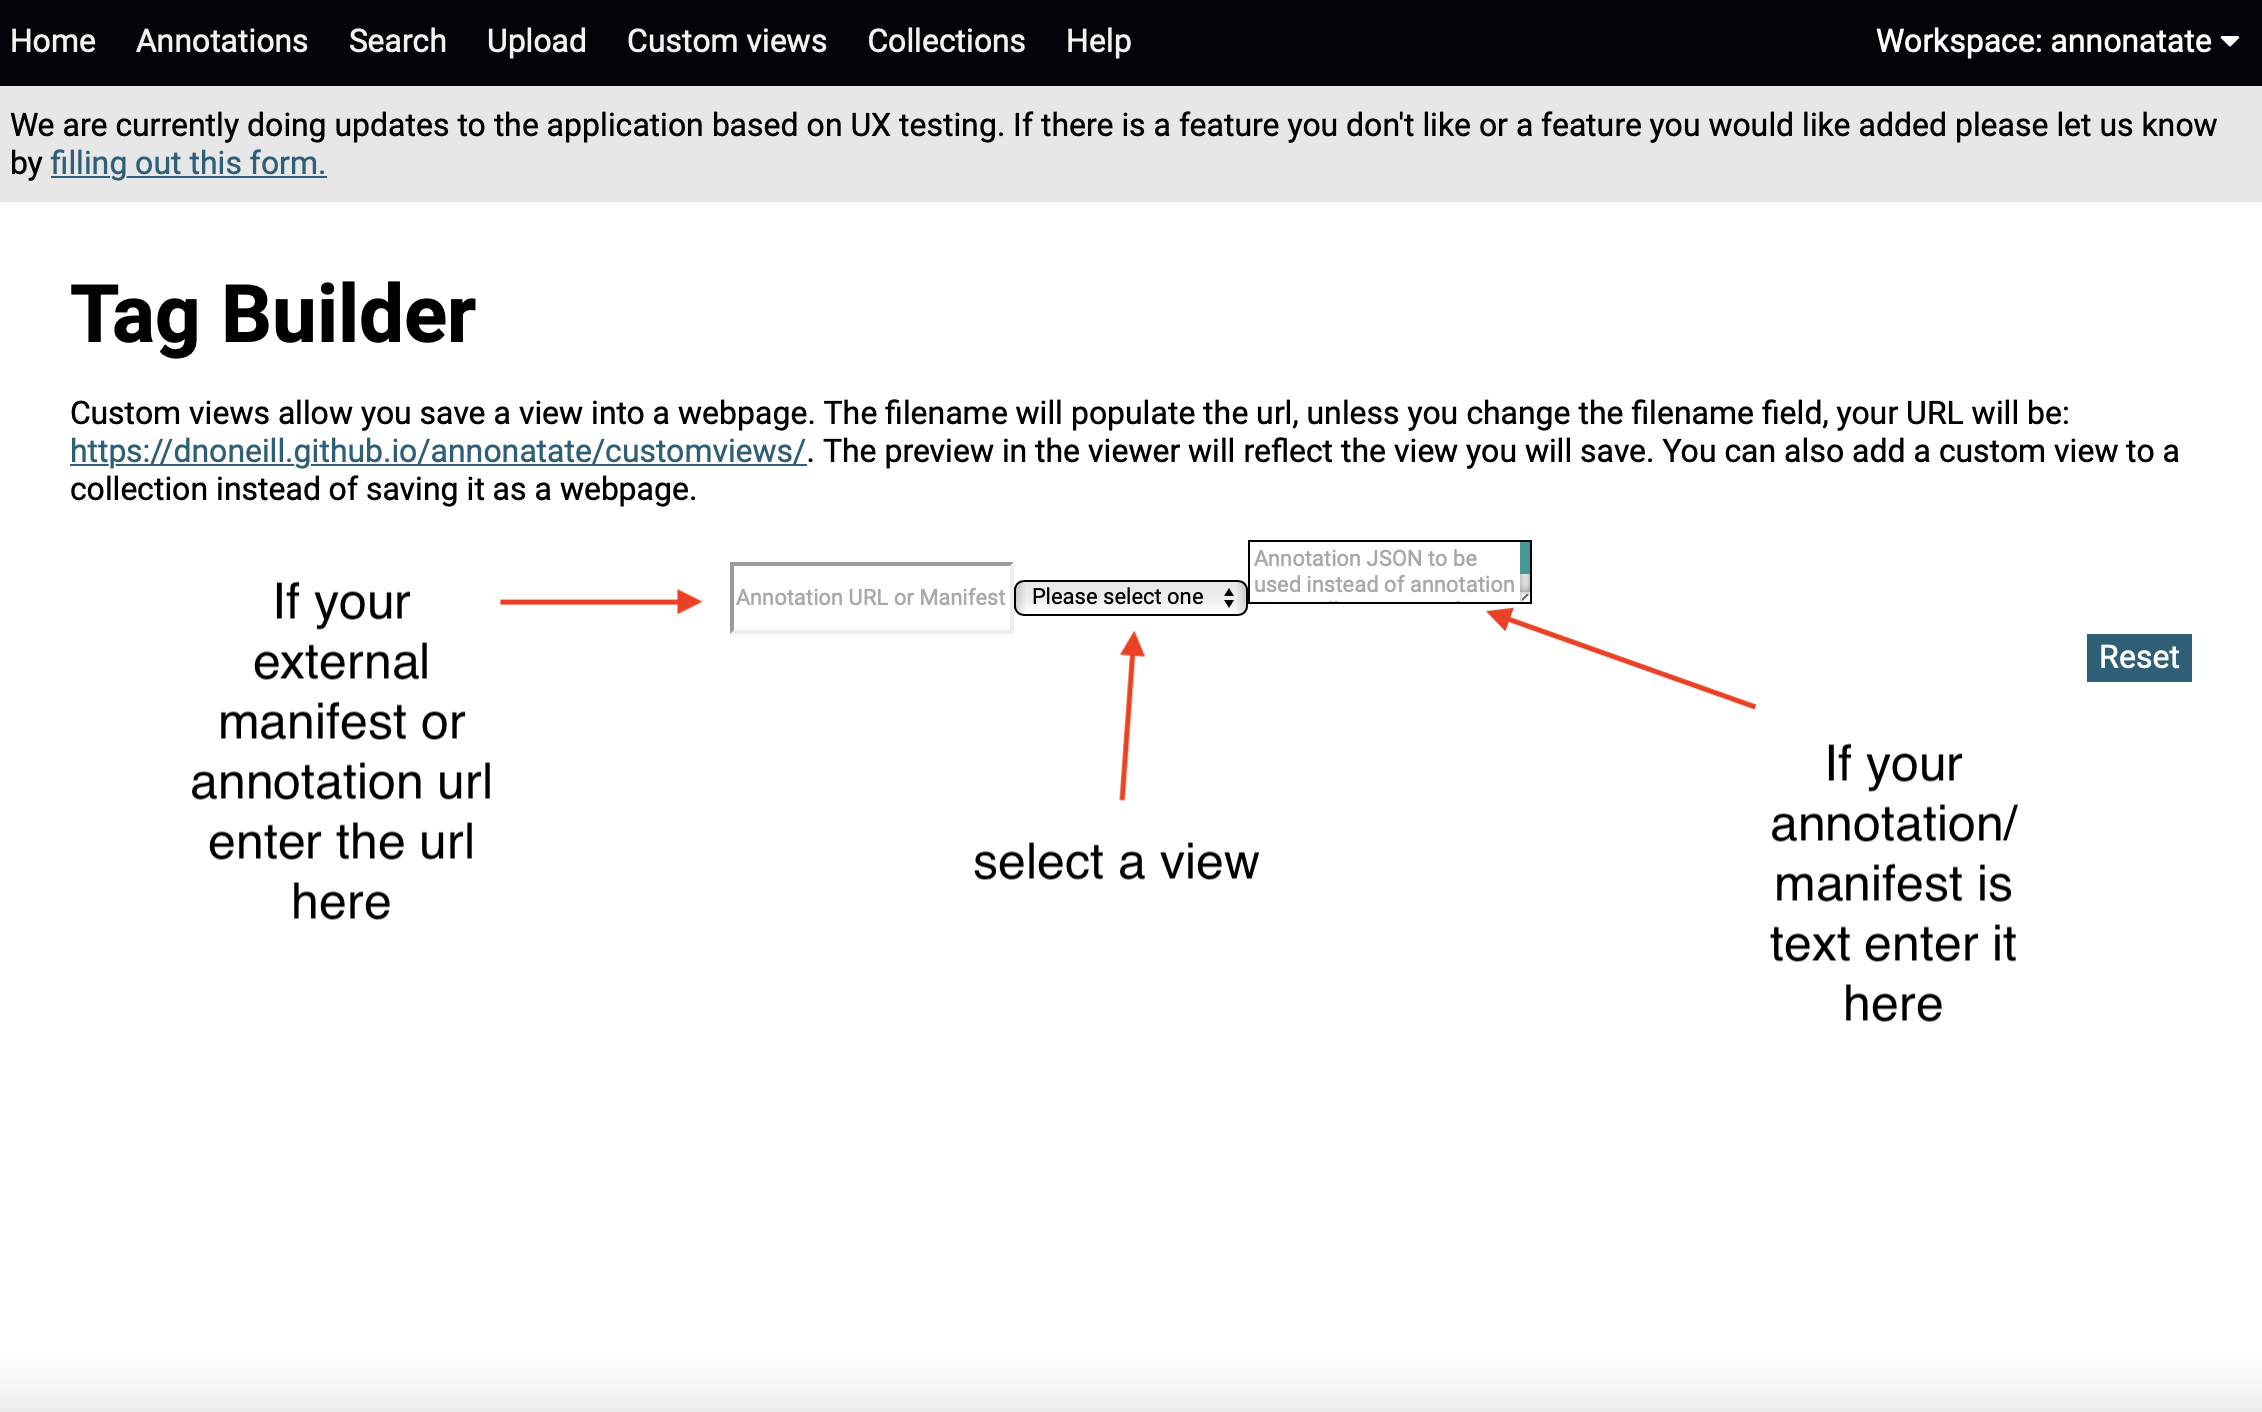 Home Annotations Search Upload Custom views Collections Help Workspace: annonatate
We are currently doing updates to the application based on UX testing. If there is a feature you don't like or a feature you would like added please let us know
by filling out this form.
Tag Builder
Custom views allow you save a view into a webpage. The filename will populate the url, unless you change the filename field, your URL will be:
https://dnoneill.github.io/annonatate/customviews/. The preview in the viewer will reflect the view you will save. You can also add a custom view to a
collection instead of saving it as a webpage.
Annotation URL or Manifest
Please select one
Annotation JSON to be
used instead of annotation
Reset
If your
external
manifest or
annotation url
enter the url
here
select a view
If your
annotation/
manifest is
text enter it
here